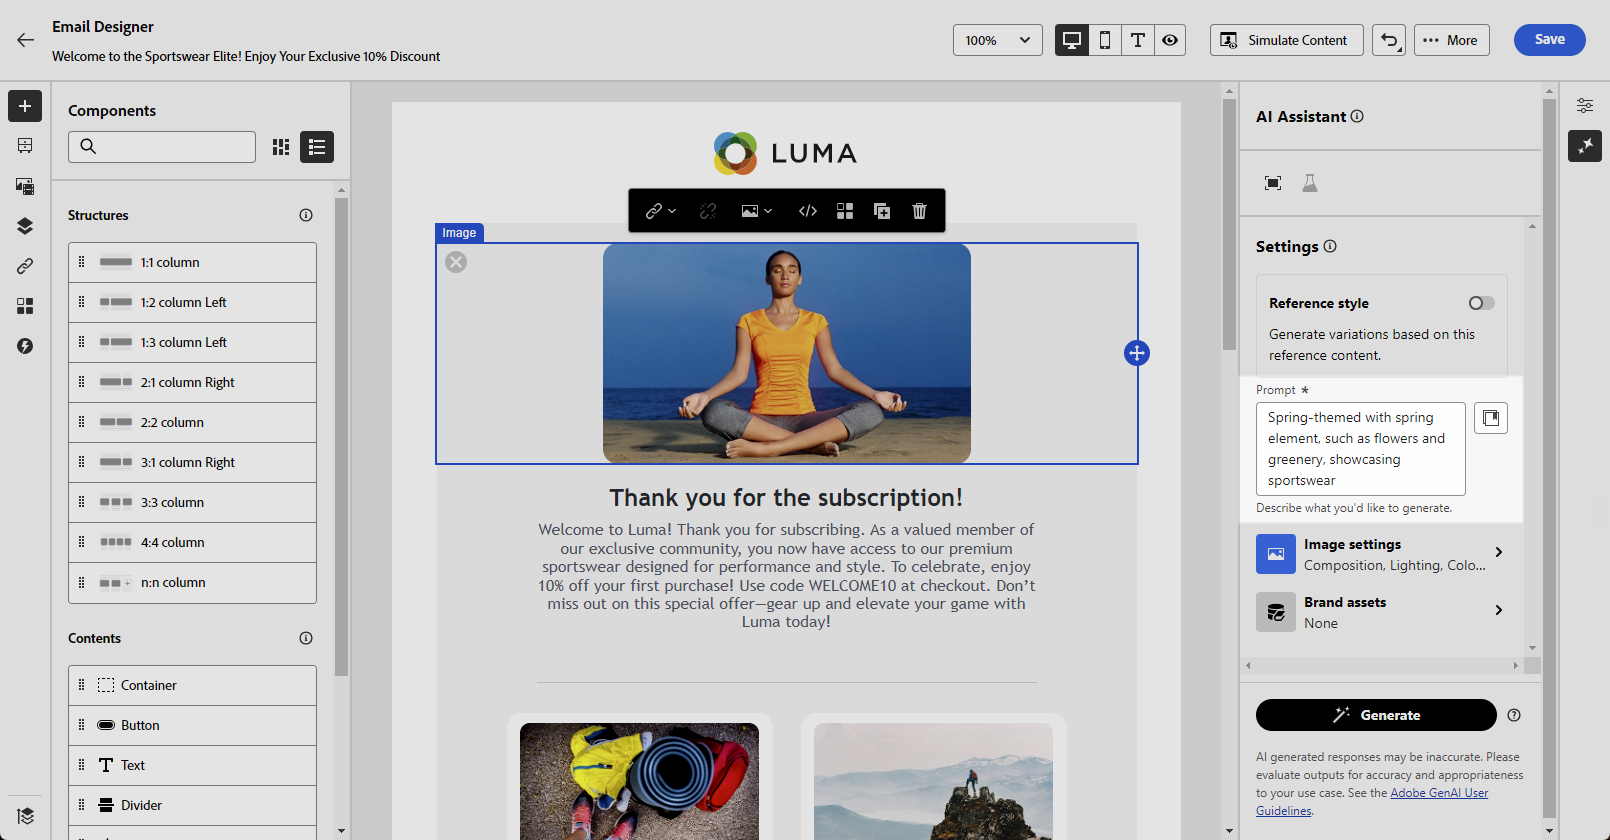 Email Designer
Welcome to the Sportswear Elite! Enjoy Your Exclusive 10% Discount
100%
Simulate Content
More
Save
Components
Structures
1:1 column
1:2 column Left
1:3 column Left
2:1 column Right
2:2 column
3:1 column Right
3:3 column
4:4 column
n:n column
Contents
Container
Button
Text
Divider
LUMA
Image
Thank you for the subscription!
Welcome to Luma! Thank you for subscribing. As a valued member of
our exclusive community, you now have access to our premium
sportswear designed for performance and style. To celebrate, enjoy
10% off your first purchase! Use code WELCOME10 at checkout. Don’t
miss out on this special offer—gear up and elevate your game with
Luma today!
AI Assistant
Settings
Reference style
Generate variations based on this
reference content.
Prompt *
Spring-themed with spring
element, such as flowers and
greenery, showcasing
sportswear
Describe what you'd like to generate.
Image settings
Composition, Lighting, Colo...
Brand assets
None
Generate
AI generated responses may be inaccurate. Please
evaluate outputs for accuracy and appropriateness
to your use case. See the Adobe GenAI User
Guidelines.